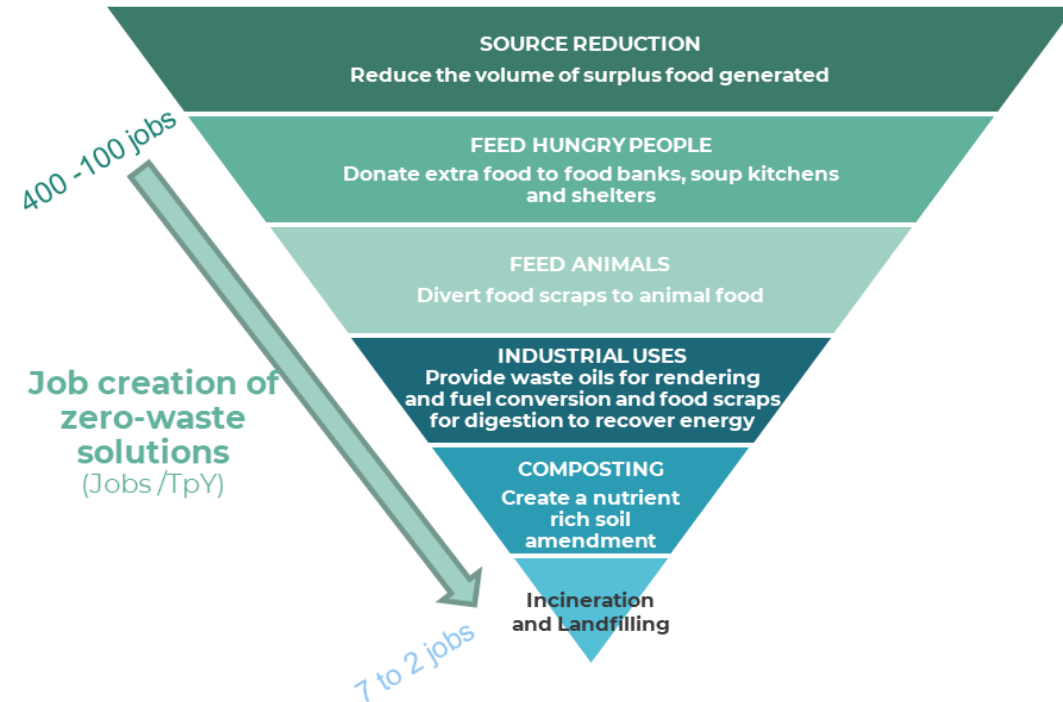 SOURCE REDUCTION
Reduce the volume of surplus food generated
400 -100 jobs
FEED HUNGRY PEOPLE
Donate extra food to food banks, soup kitchens
and shelters
FEED ANIMALS
Divert food scraps to animal food
INDUSTRIAL USES
Provide waste oils for rendering
and fuel conversion and food scraps
for digestion to recover energy
Job creation of
zero-waste
solutions
(Jobs /TpY)
COMPOSTING
Create a nutrient
rich soil
amendment
Incineration
and Landfilling
7 to 2 jobs